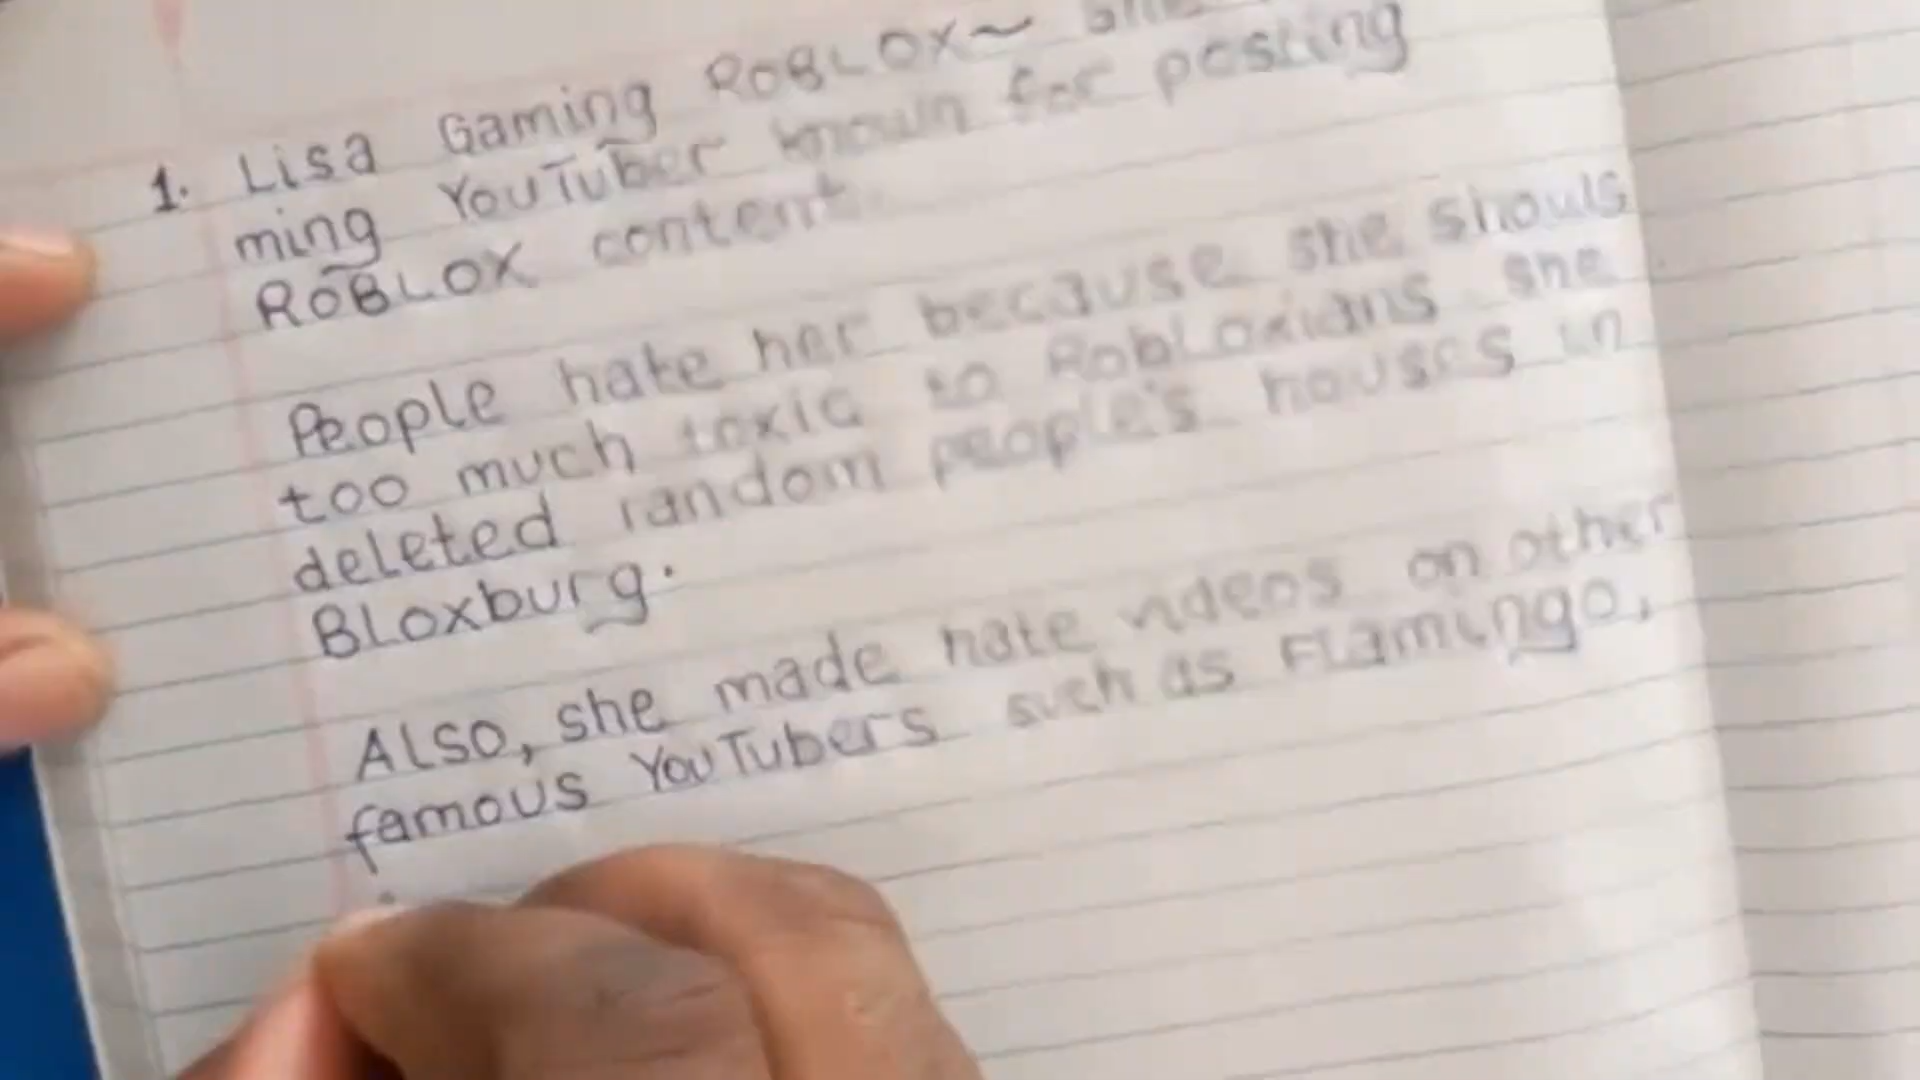 1. Lisa Gaming ROBLOX~
ming YouTuber known for posting
ROBLOX content.
People hate her because she shouls
too much toxic to Robloxians she
deleted random people's houses in
Bloxburg.
Also, she made hate videos on other
famous YouTubers such as Flamingo,